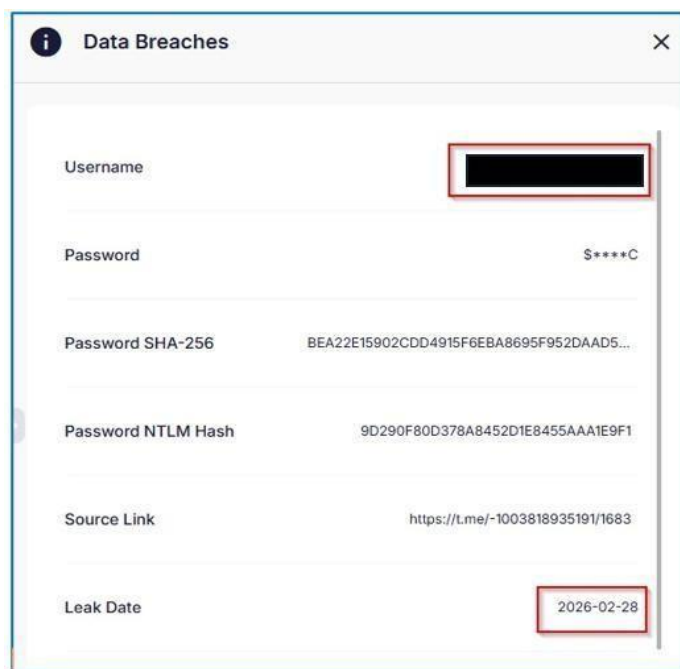 Data Breaches
Username
Password $****C
Password SHA-256 BEA22E15902CDD4915F6EBA8695F952DAAD5...
Password NTLM Hash 9D290F80D378A8452D1E8455AAA1E9F1
Source Link https://t.me/-1003818935191/1683
Leak Date 2026-02-28